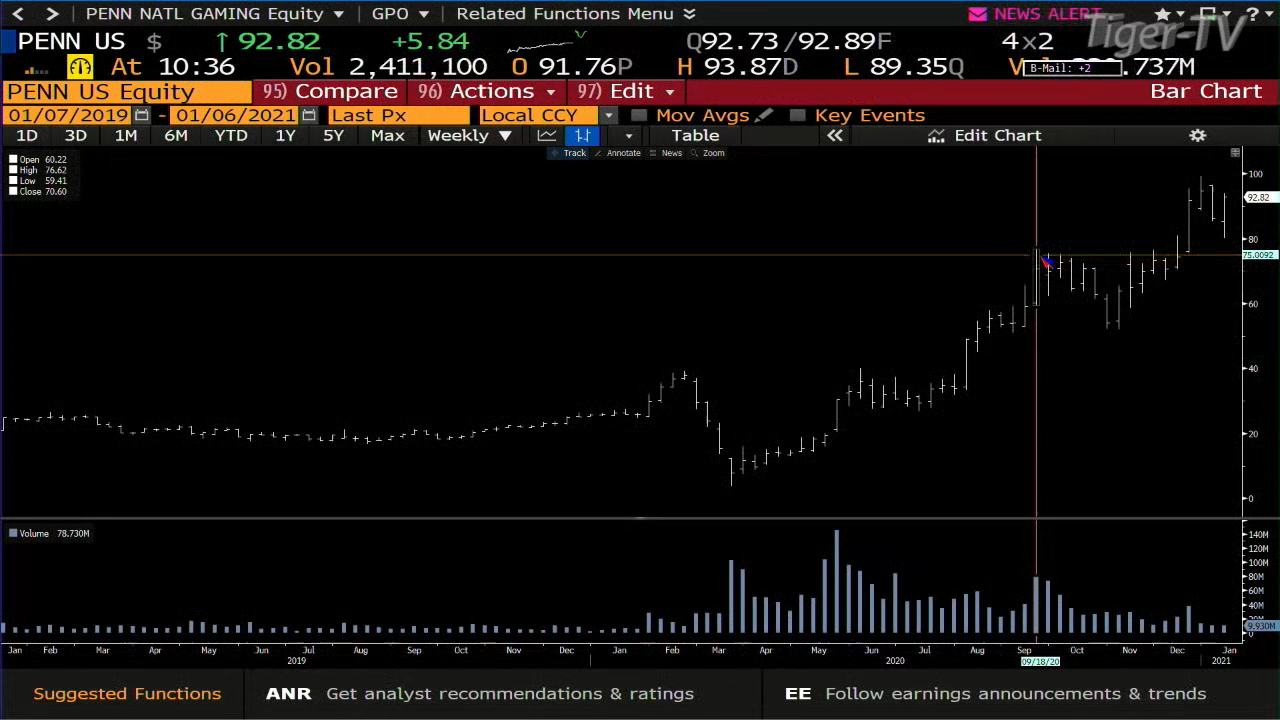 PENN NATL GAMING Equity GPO Related Functions Menu NEWS ALERT ?
Tiger-TV
PENN US $ ↑ 92.82 +5.84 Q92.73/92.89F 4x2
B-Mail: +2
At 10:36 Vol 2,411,100 O 91.76P H 93.87D L 89.35Q .737M
PENN US Equity 95) Compare 96) Actions 97) Edit Bar Chart
01/07/2019 - 01/06/2021 Last Px Local CCY Mov Avgs Key Events
1D 3D 1M 6M YTD 1Y 5Y Max Weekly Table Edit Chart
Track Annotate News Zoom
Open 60.22
High 76.62
Low 59.41
Close 70.60
100
92.82
80
75.0092
60
40
20
0
Volume 78.730M
140M
120M
100M
80M
60M
40M
9.930M
0
Jan Feb Mar Apr May Jun Jul Aug Sep Oct Nov Dec Jan Feb Mar Apr May Jun Jul Aug Sep Oct Nov Dec Jan
2019 2020 09/18/20 2021
Suggested Functions ANR Get analyst recommendations & ratings EE Follow earnings announcements & trends